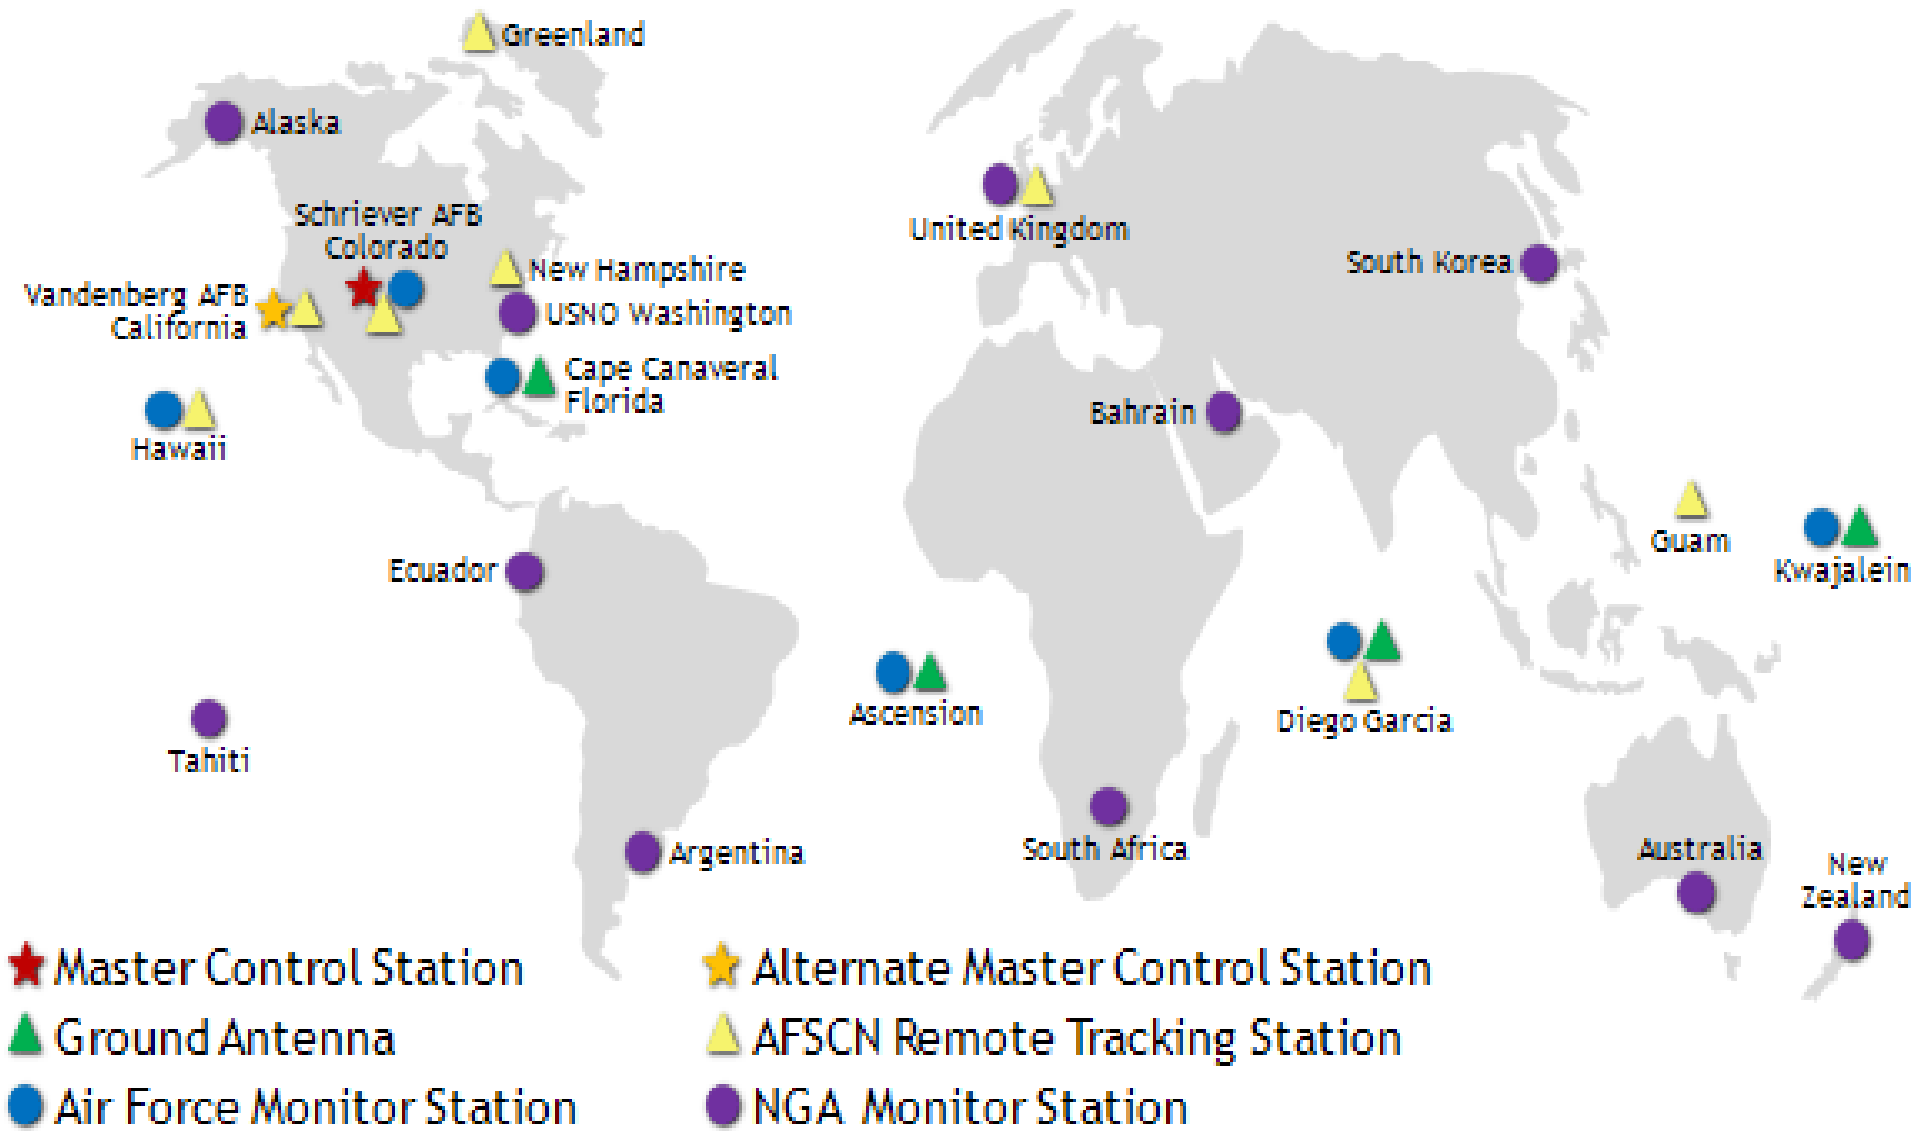 Greenland
Alaska
Schriever AFB
Colorado
United Kingdom
New Hampshire
South Korea
Vandenberg AFB
California
USNO Washington
Cape Canaveral
Florida
Bahrain
Hawaii
Guam
Kwajalein
Ecuador
Ascension
Diego Garcia
Tahiti
Argentina
South Africa
Australia
New
Zealand
Master Control Station
Alternate Master Control Station
Ground Antenna
AFSCN Remote Tracking Station
Air Force Monitor Station
NGA Monitor Station